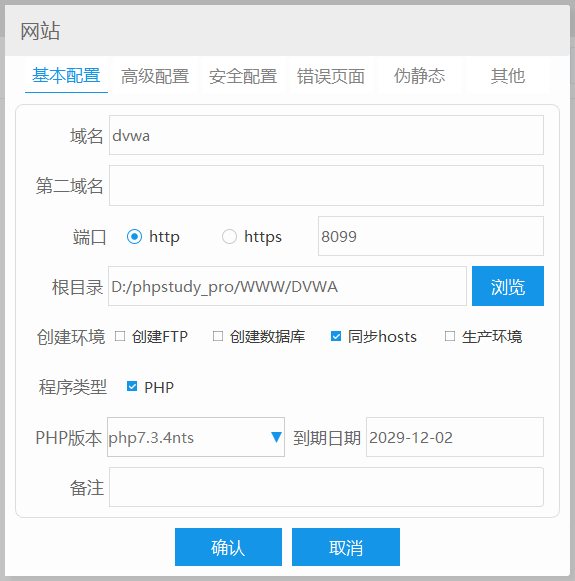 网站
基本配置 高级配置 安全配置 错误页面 伪静态 其他
域名 dvwa
第二域名
端口 http https 8099
根目录 D:/phpstudy_pro/WWW/DVWA 浏览
创建环境 创建FTP 创建数据库 同步hosts 生产环境
程序类型 PHP
PHP版本 php7.3.4nts 到期日期 2029-12-02
备注
确认 取消